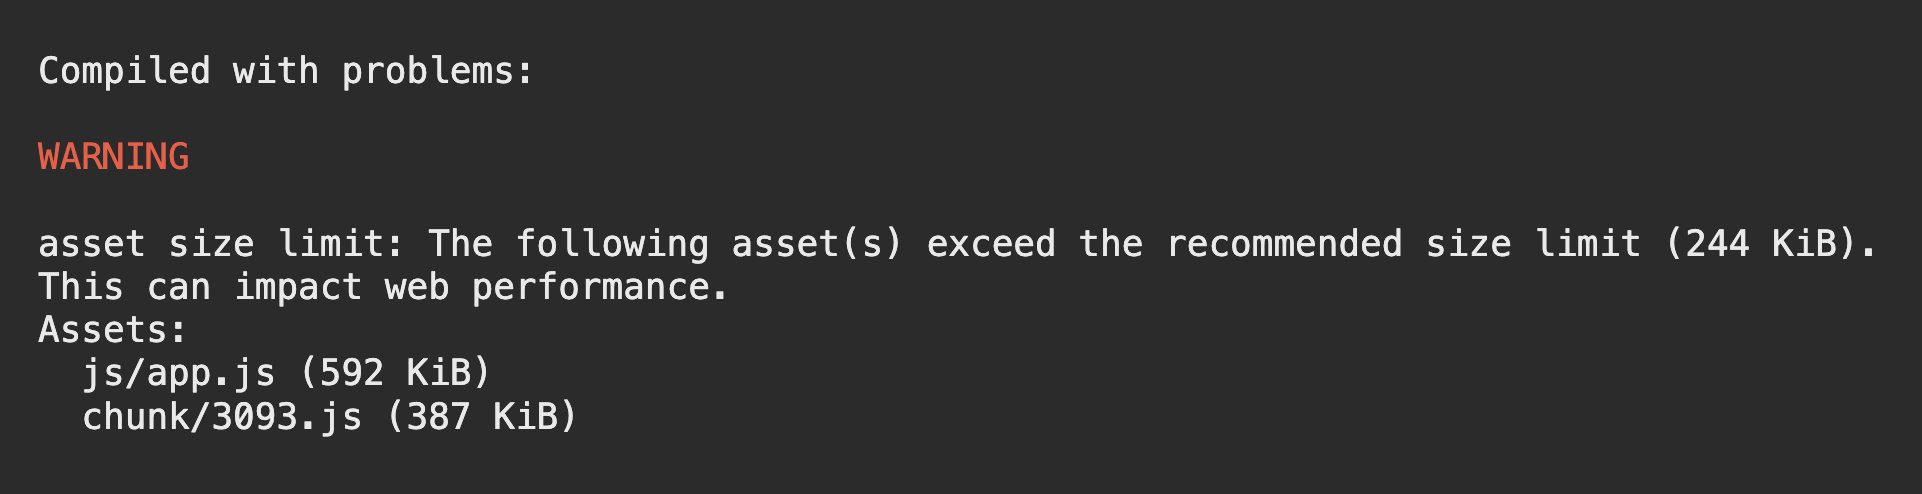 Compiled with problems:
WARNING
asset size limit: The following asset(s) exceed the recommended size limit (244 KiB).
This can impact web performance.
Assets:
js/app.js (592 KiB)
chunk/3093.js (387 KiB)